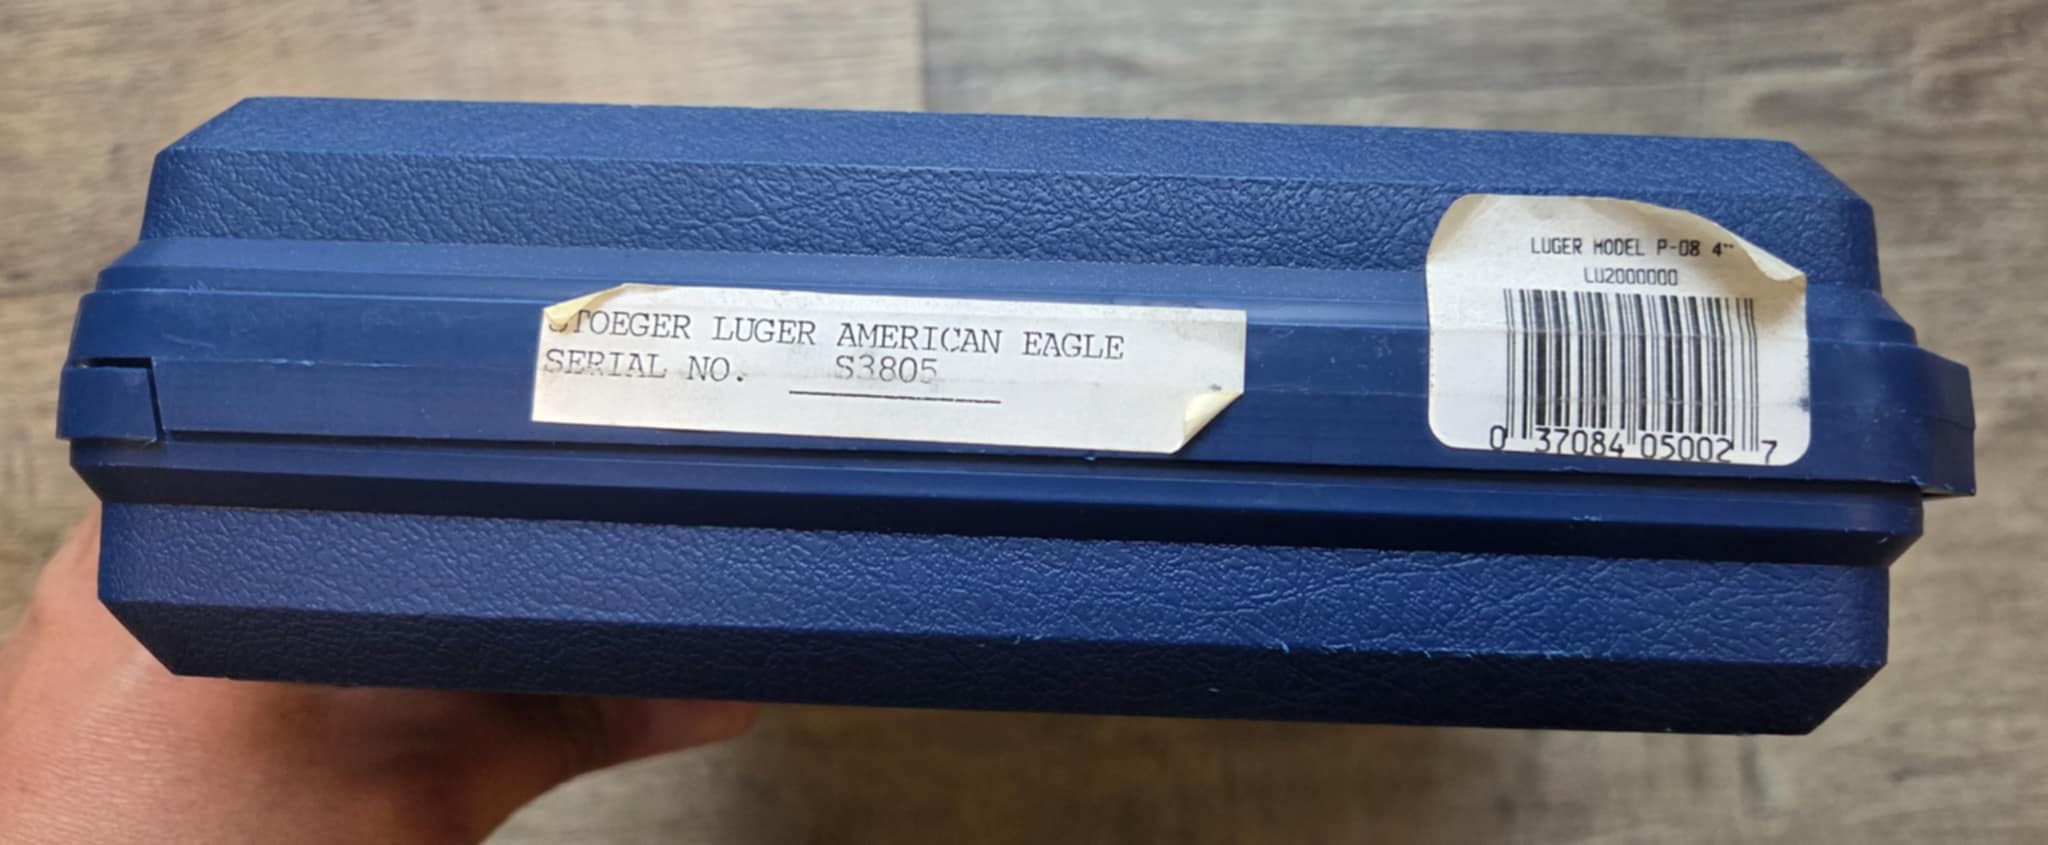 STOEGER LUGER AMERICAN EAGLE
SERIAL NO. S3805
LUGER MODEL P-08 4"
LU2000000
0 37084 05002 7